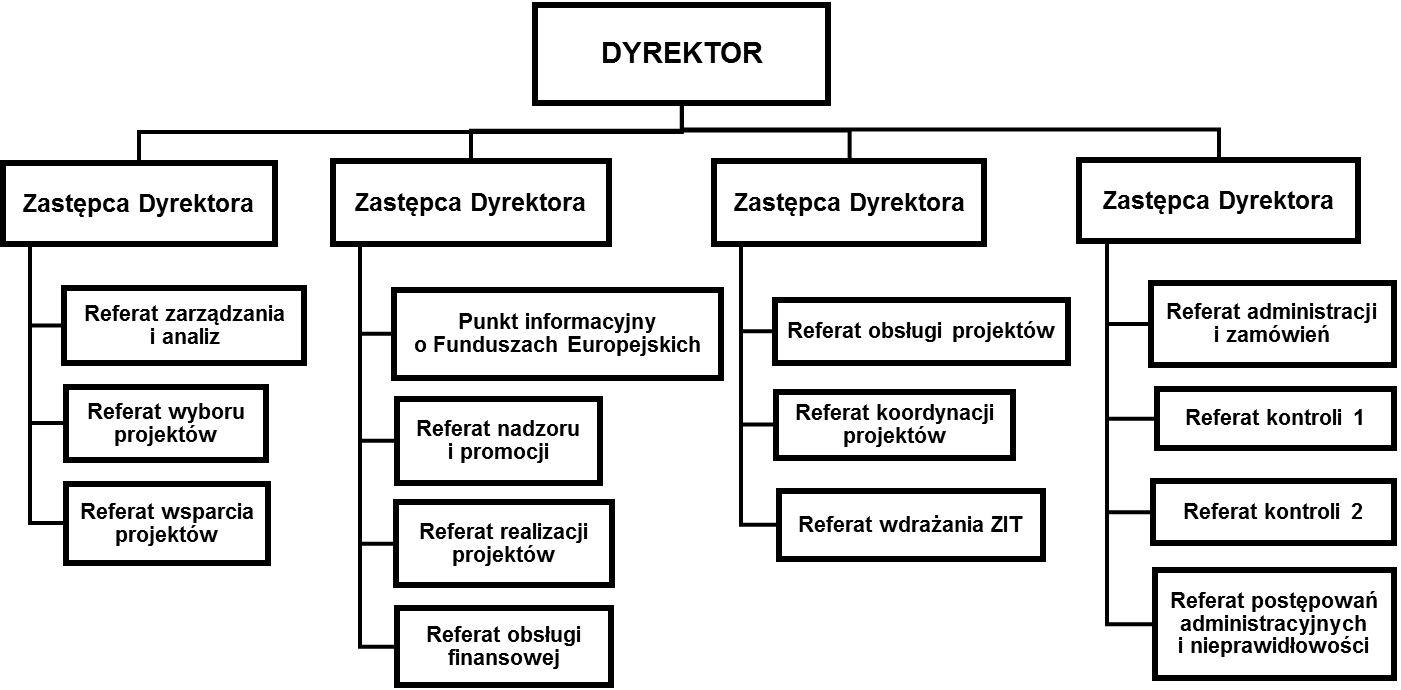 DYREKTOR
Zastępca Dyrektora
Referat zarządzania
i analiz
Referat wyboru
projektów
Referat wsparcia
projektów
Zastępca Dyrektora
Punkt informacyjny
o Funduszach Europejskich
Referat nadzoru
i promocji
Referat realizacji
projektów
Referat obsługi
finansowej
Zastępca Dyrektora
Referat obsługi projektów
Referat koordynacji
projektów
Referat wdrażania ZIT
Zastępca Dyrektora
Referat administracji
i zamówień
Referat kontroli 1
Referat kontroli 2
Referat postępowań
administracyjnych
i nieprawidłowości